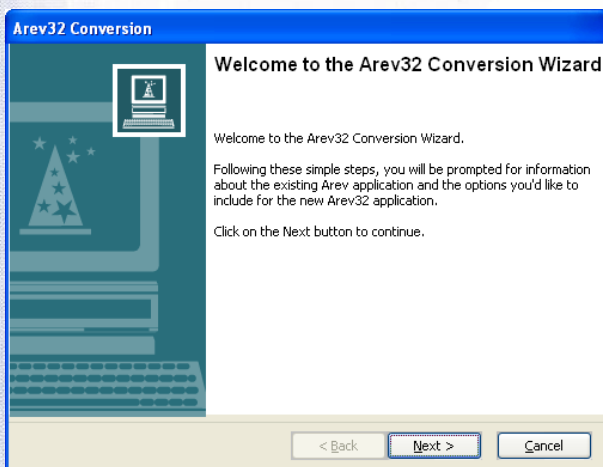 Arev32 Conversion
Welcome to the Arev32 Conversion Wizard
Welcome to the Arev32 Conversion Wizard.
Following these simple steps, you will be prompted for information
about the existing Arev application and the options you'd like to
include for the new Arev32 application.
Click on the Next button to continue.
< Back
Next >
Cancel